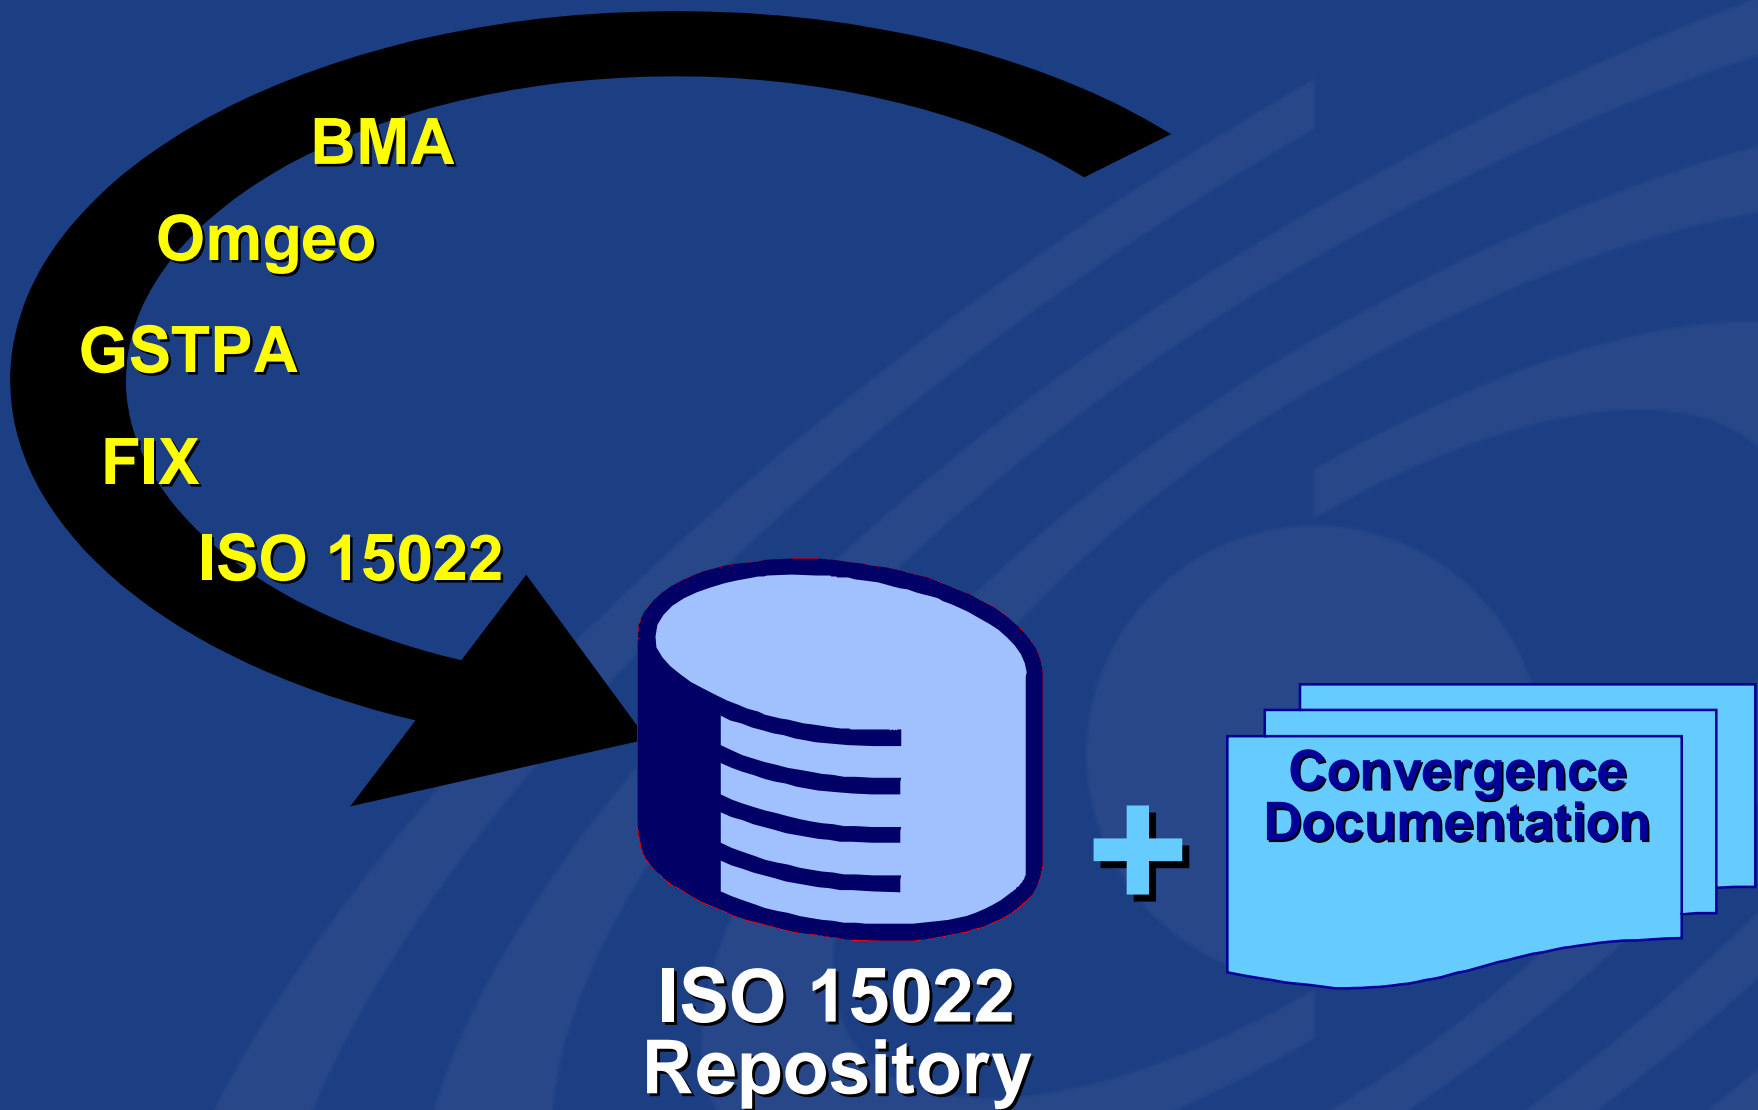 BMA
Omgeo
GSTPA
FIX
ISO 15022
Convergence
Documentation
+
ISO 15022
Repository